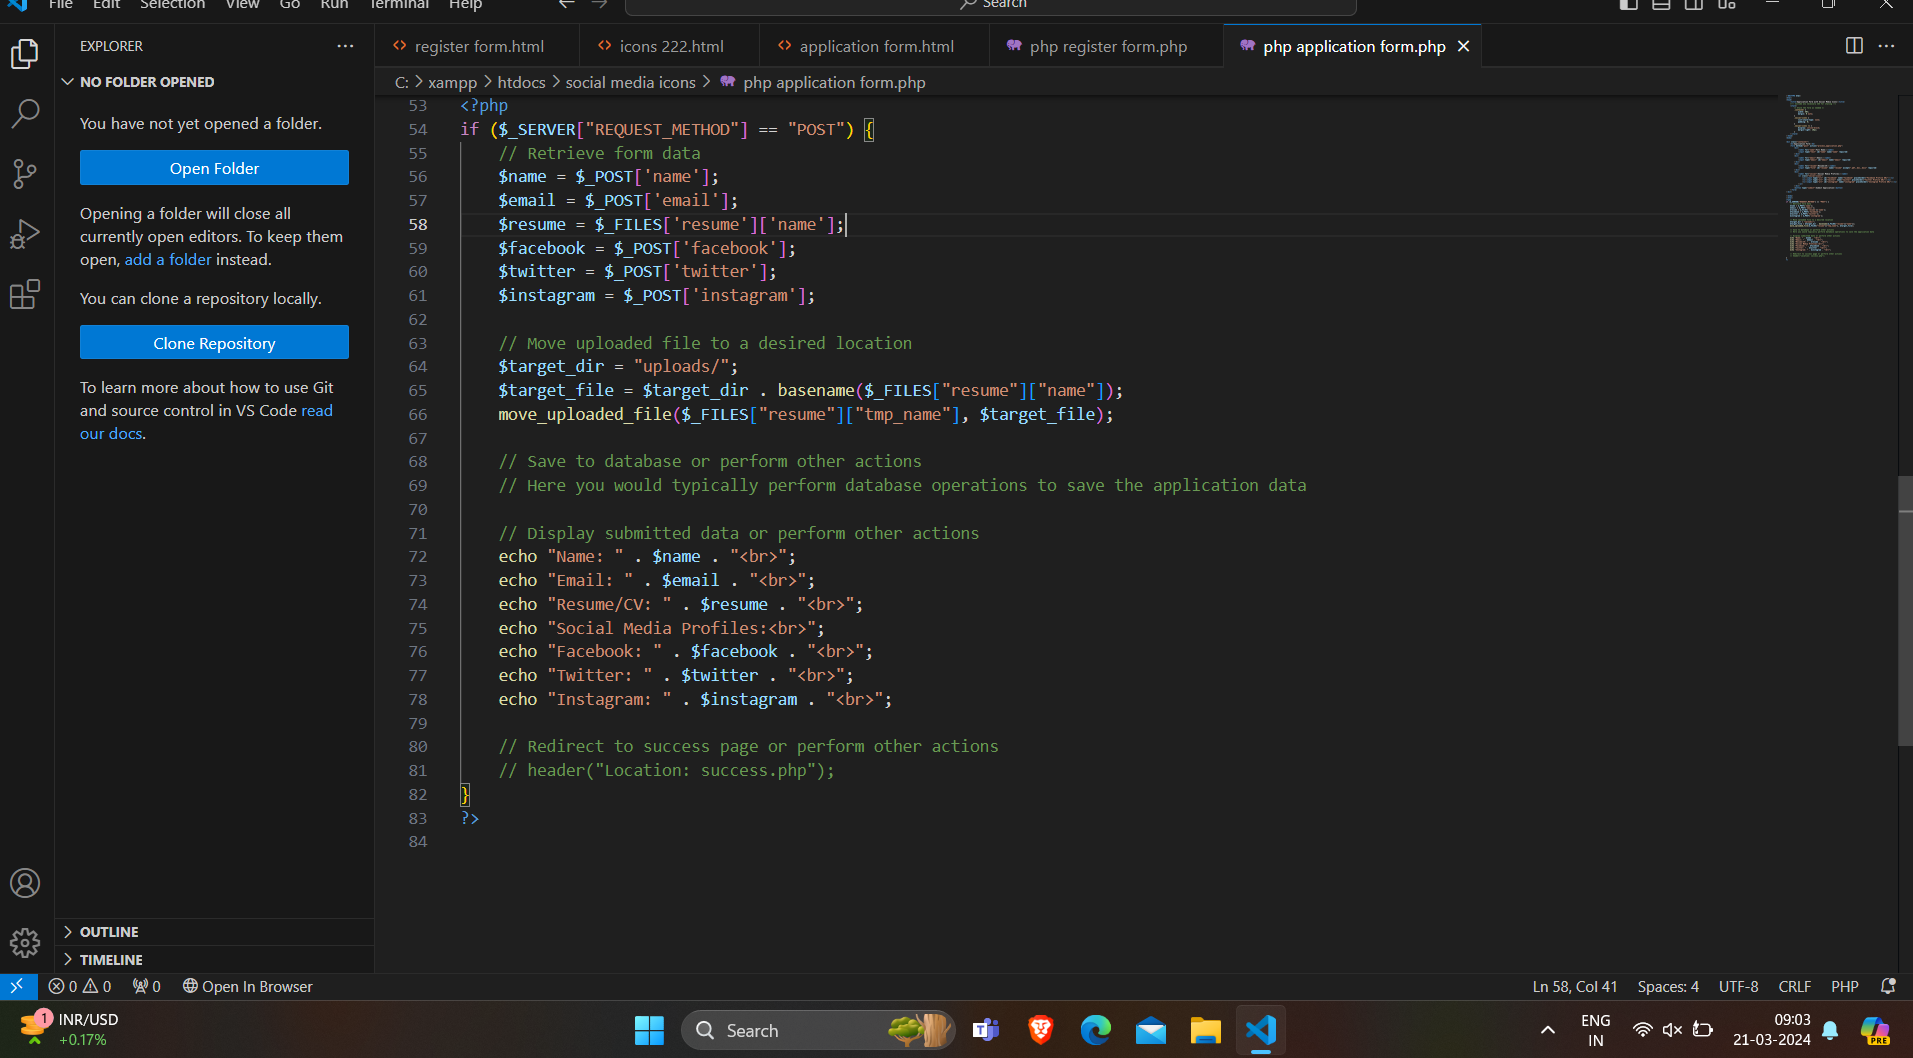 File Edit Selection View Go Run Terminal Help
Search
EXPLORER
NO FOLDER OPENED
You have not yet opened a folder.
Open Folder
Opening a folder will close all
currently open editors. To keep them
open, add a folder instead.
You can clone a repository locally.
Clone Repository
To learn more about how to use Git
and source control in VS Code read
our docs.
OUTLINE
TIMELINE
register form.html
icons 222.html
application form.html
php register form.php
php application form.php
C: > xampp > htdocs > social media icons > php application form.php
53 <?php
54 if ($_SERVER["REQUEST_METHOD"] == "POST") {
55 // Retrieve form data
56 $name = $_POST['name'];
57 $email = $_POST['email'];
58 $resume = $_FILES['resume']['name'];
59 $facebook = $_POST['facebook'];
60 $twitter = $_POST['twitter'];
61 $instagram = $_POST['instagram'];
62
63 // Move uploaded file to a desired location
64 $target_dir = "uploads/";
65 $target_file = $target_dir . basename($_FILES["resume"]["name"]);
66 move_uploaded_file($_FILES["resume"]["tmp_name"], $target_file);
67
68 // Save to database or perform other actions
69 // Here you would typically perform database operations to save the application data
70
71 // Display submitted data or perform other actions
72 echo "Name: " . $name . "<br>";
73 echo "Email: " . $email . "<br>";
74 echo "Resume/CV: " . $resume . "<br>";
75 echo "Social Media Profiles:<br>";
76 echo "Facebook: " . $facebook . "<br>";
77 echo "Twitter: " . $twitter . "<br>";
78 echo "Instagram: " . $instagram . "<br>";
79
80 // Redirect to success page or perform other actions
81 // header("Location: success.php");
82 }
83 ?>
84
0 0 0 Open In Browser
Ln 58, Col 41 Spaces: 4 UTF-8 CRLF PHP
1 INR/USD
+0.17%
Search
ENG
IN
09:03
21-03-2024
PRE